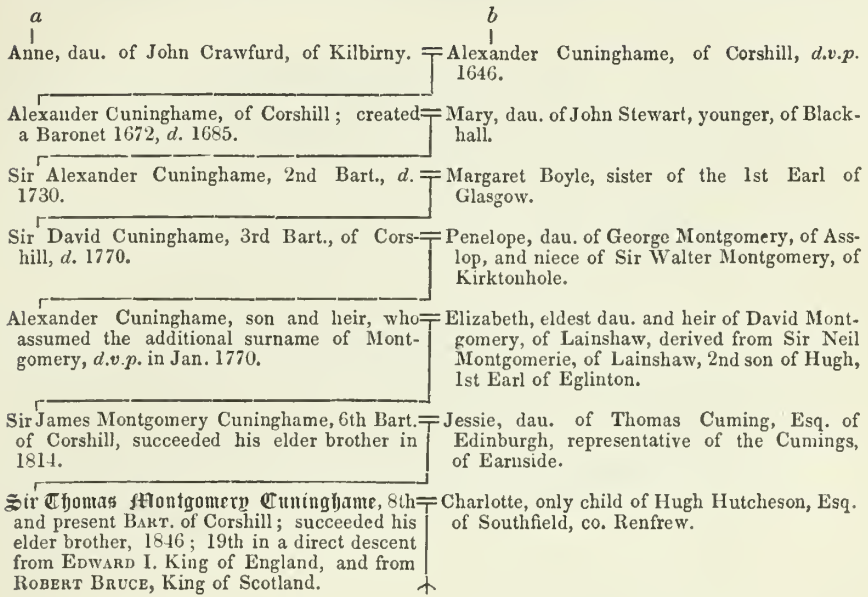 a
b
Anne, dau. of John Crawfurd, of Kilbirny.
Alexander Cuninghame, of Corshill, d.v.p.
1646.
Alexander Cuninghame, of Corshill; created
a Baronet 1672, d. 1685.
Mary, dau. of John Stewart, younger, of Black-
hall.
Sir Alexander Cuninghame, 2nd Bart., d.
1730.
Margaret Boyle, sister of the 1st Earl of
Glasgow.
Sir David Cuninghame, 3rd Bart., of Cors-
hill, d. 1770.
Penelope, dau. of George Montgomery, of Ass-
lop, and niece of Sir Walter Montgomery, of
Kirktonhole.
Alexander Cuninghame, son and heir, who
assumed the additional surname of Mont-
gomery, d.v.p. in Jan. 1770.
Elizabeth, eldest dau. and heir of David Mont-
gomery, of Lainshaw, derived from Sir Neil
Montgomerie, of Lainshaw, 2nd son of Hugh,
1st Earl of Eglinton.
Sir James Montgomery Cuninghame, 6th Bart.
of Corshill, succeeded his elder brother in
1814.
Jessie, dau. of Thomas Cuming, Esq. of
Edinburgh, representative of the Cumings,
of Earnside.
Sir Thomas Montgomery Cuninghame, 8th
and present BART. of Corshill; succeeded his
elder brother, 1846; 19th in a direct descent
from EDWARD I. King of England, and from
ROBERT BRUCE, King of Scotland.
Charlotte, only child of Hugh Hutcheson, Esq.
of Southfield, co. Renfrew.